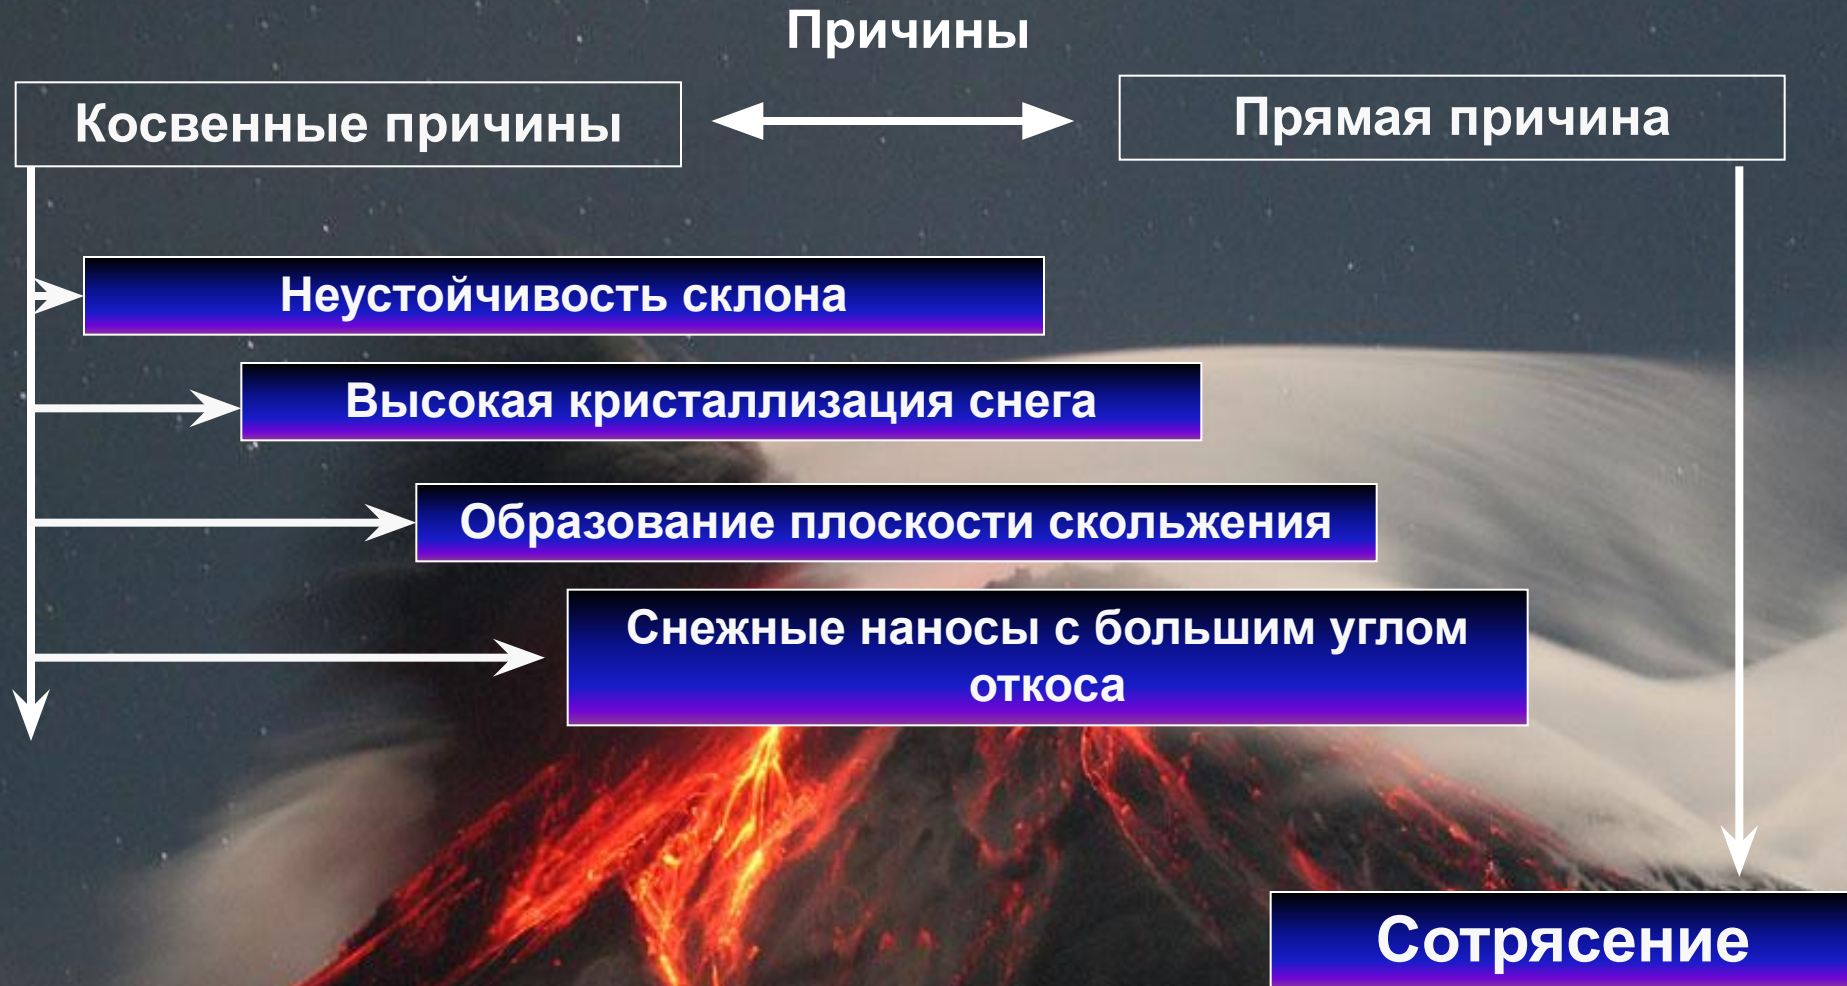 Причины
Косвенные причины
Прямая причина
Неустойчивость склона
Высокая кристаллизация снега
Образование плоскости скольжения
Снежные наносы с большим углом
откоса
Сотрясение